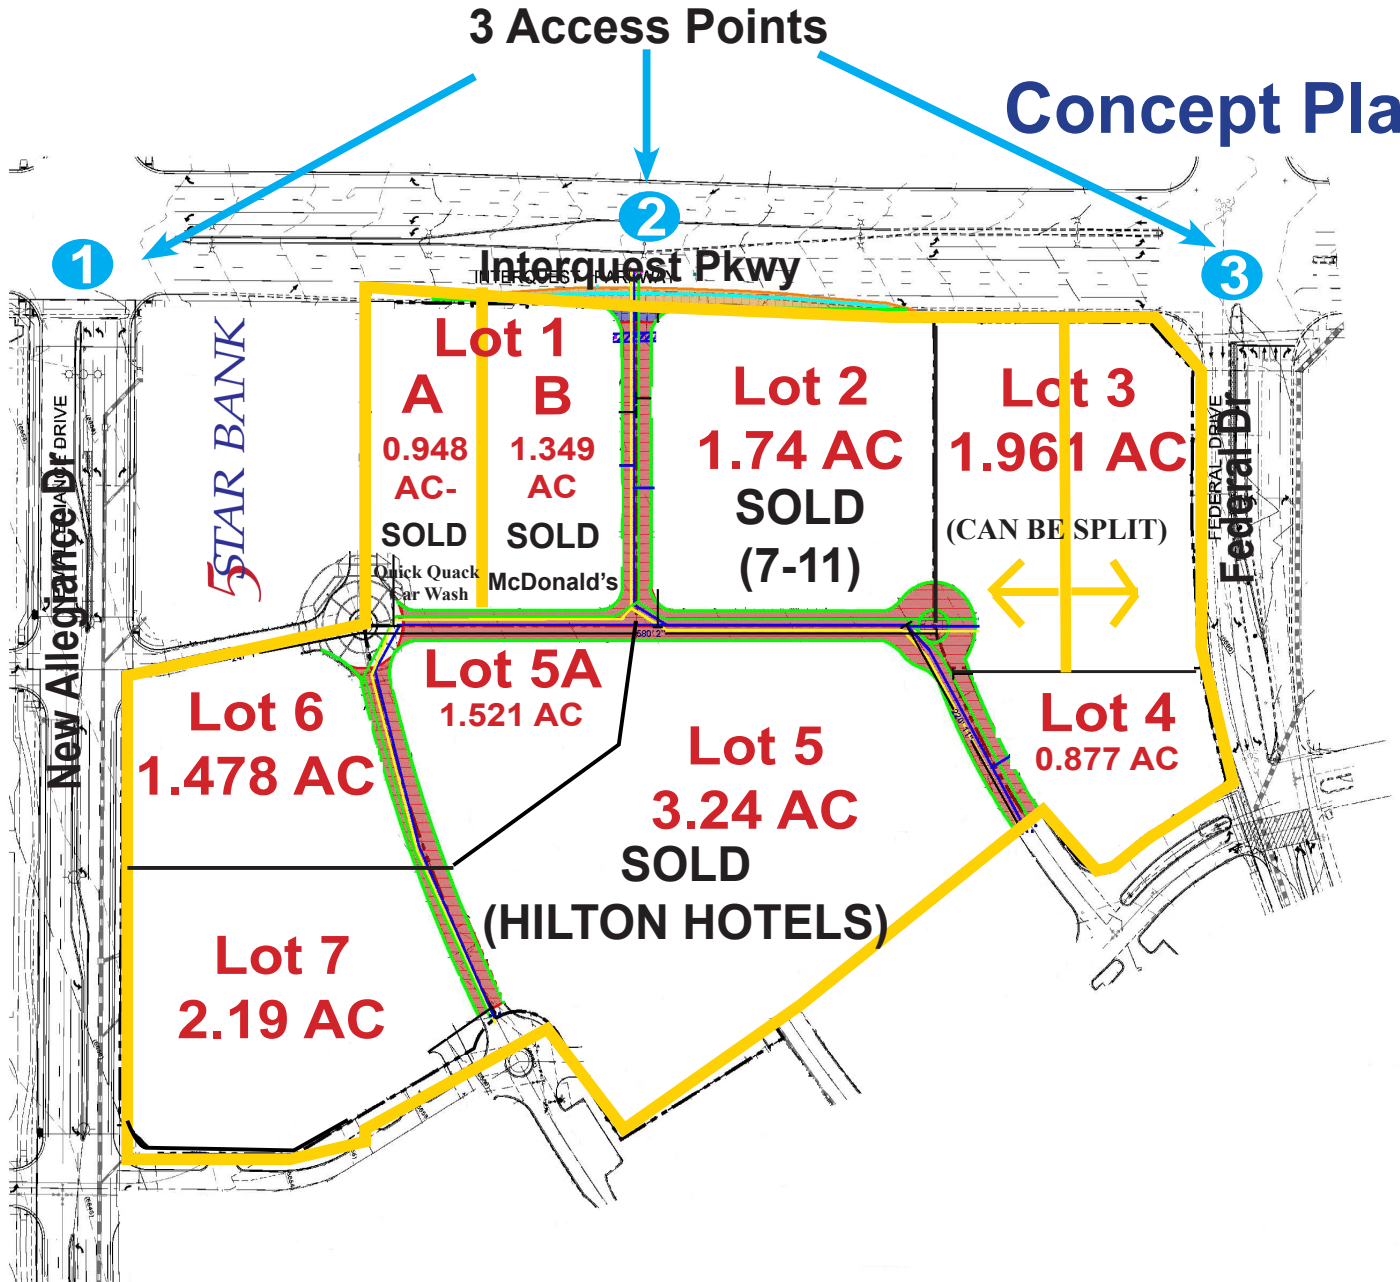 3 Access Points
Concept Pla
1
2
3
Interquest Pkwy
5STAR BANK
Lot 1
A
B
0.948
AC-
1.349
AC
SOLD
SOLD
Quick Quack
Car Wash
McDonald's
Lot 2
1.74 AC
SOLD
(7-11)
Lot 3
1.961 AC
(CAN BE SPLIT)
FEDERAL DRIVE
Federal Dr
New Allegiance Dr
Lot 5A
1.521 AC
Lot 6
1.478 AC
Lot 5
3.24 AC
SOLD
(HILTON HOTELS)
Lot 4
0.877 AC
Lot 7
2.19 AC